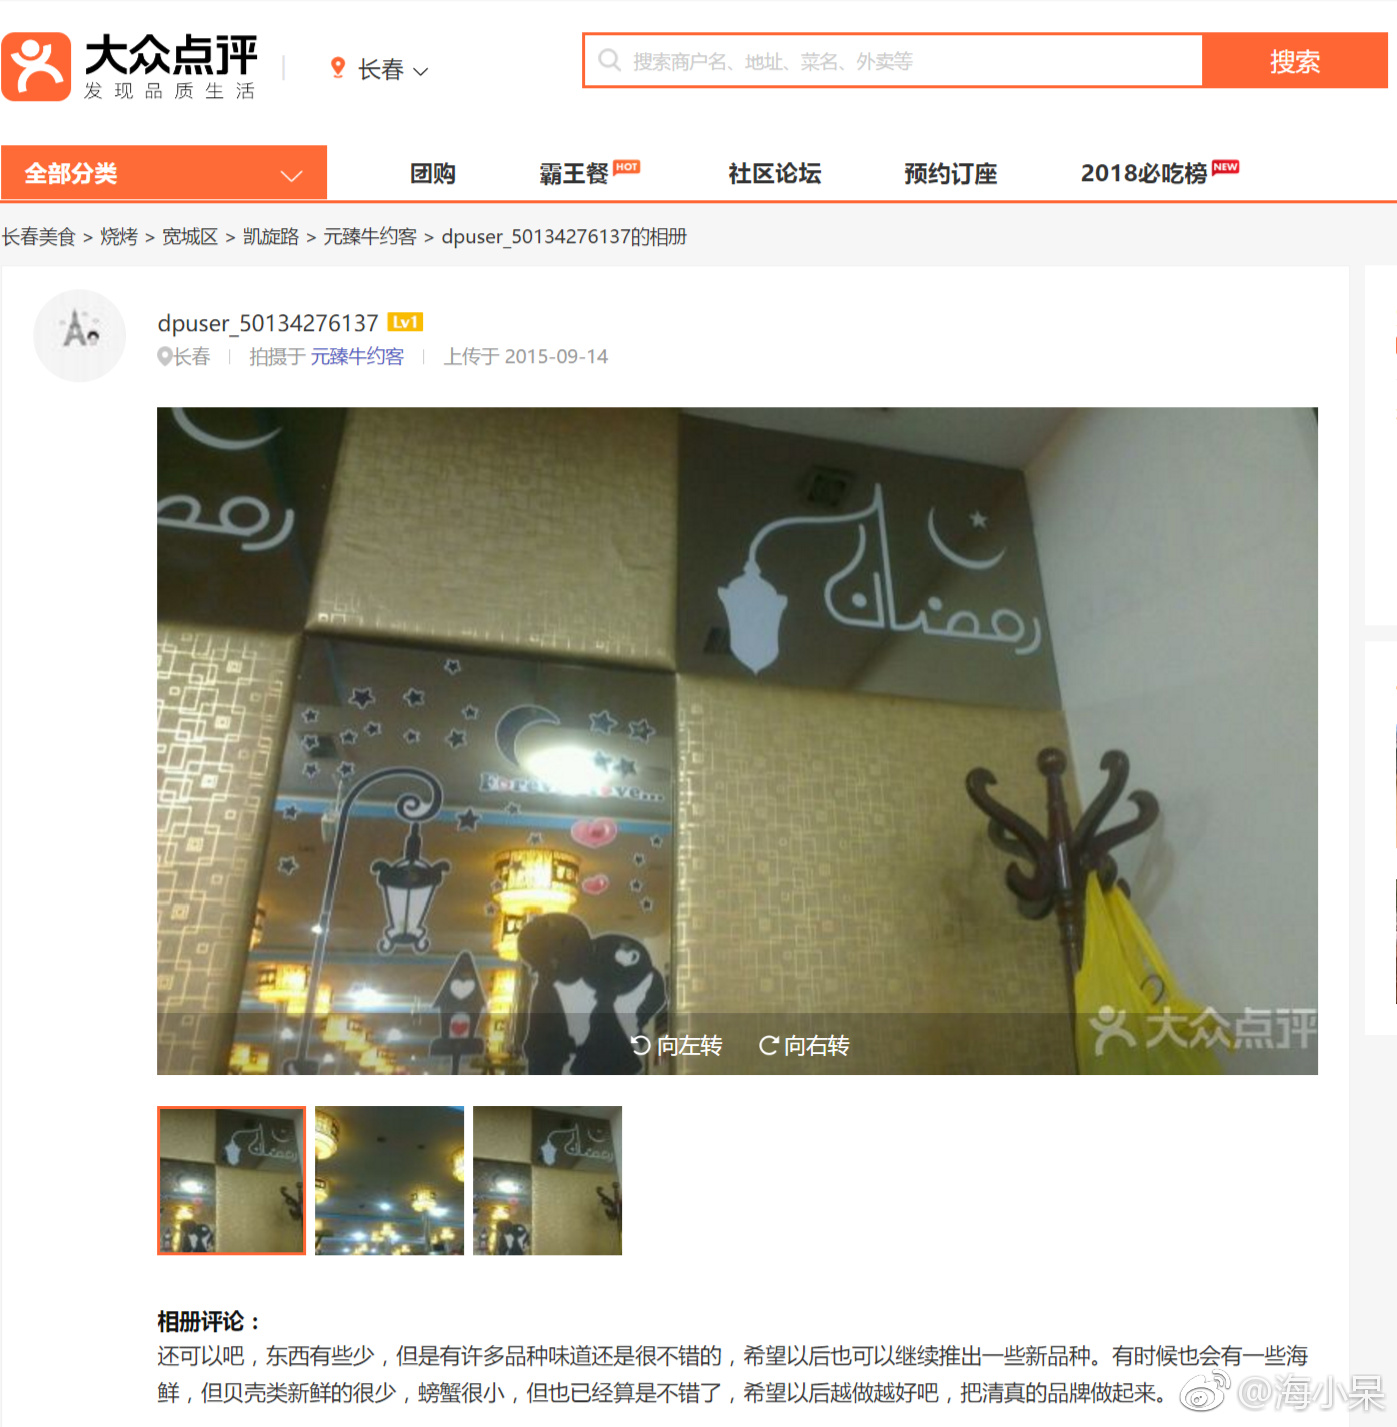 大众点评
发现品质生活
长春
搜索商户名、地址、菜名、外卖等
搜索
全部分类
团购
霸王餐 HOT
社区论坛
预约订座
2018必吃榜 NEW
长春美食 > 烧烤 > 宽城区 > 凯旋路 > 元臻牛约客 > dpuser_50134276137的相册
dpuser_50134276137 Lv1
长春 拍摄于 元臻牛约客 上传于 2015-09-14
رمضان
向左转 向右转
大众点评
相册评论：
还可以吧，东西有些少，但是有许多品种味道还是很不错的，希望以后也可以继续推出一些新品种。有时候也会有一些海
鲜，但贝壳类新鲜的很少，螃蟹很小，但也已经算是不错了，希望以后越做越好吧，把清真的品牌做起来。
@海小呆